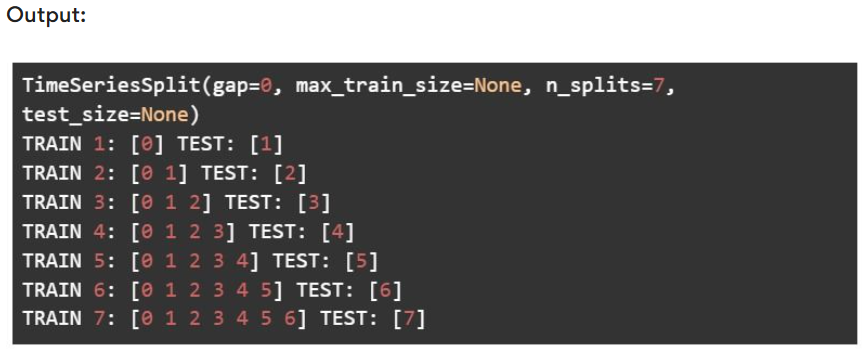 Output:
TimeSeriesSplit(gap=0, max_train_size=None, n_splits=7,
test_size=None)
TRAIN 1: [0] TEST: [1]
TRAIN 2: [0 1] TEST: [2]
TRAIN 3: [0 1 2] TEST: [3]
TRAIN 4: [0 1 2 3] TEST: [4]
TRAIN 5: [0 1 2 3 4] TEST: [5]
TRAIN 6: [0 1 2 3 4 5] TEST: [6]
TRAIN 7: [0 1 2 3 4 5 6] TEST: [7]